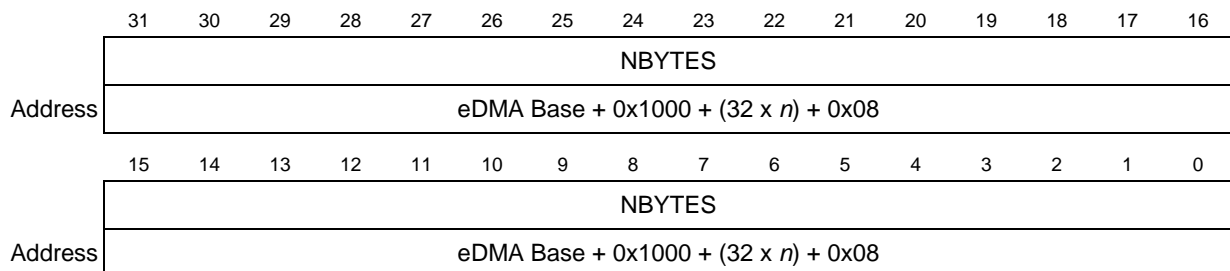 31 30 29 28 27 26 25 24 23 22 21 20 19 18 17 16
NBYTES
Address eDMA Base + 0x1000 + (32 x n) + 0x08
15 14 13 12 11 10 9 8 7 6 5 4 3 2 1 0
NBYTES
Address eDMA Base + 0x1000 + (32 x n) + 0x08